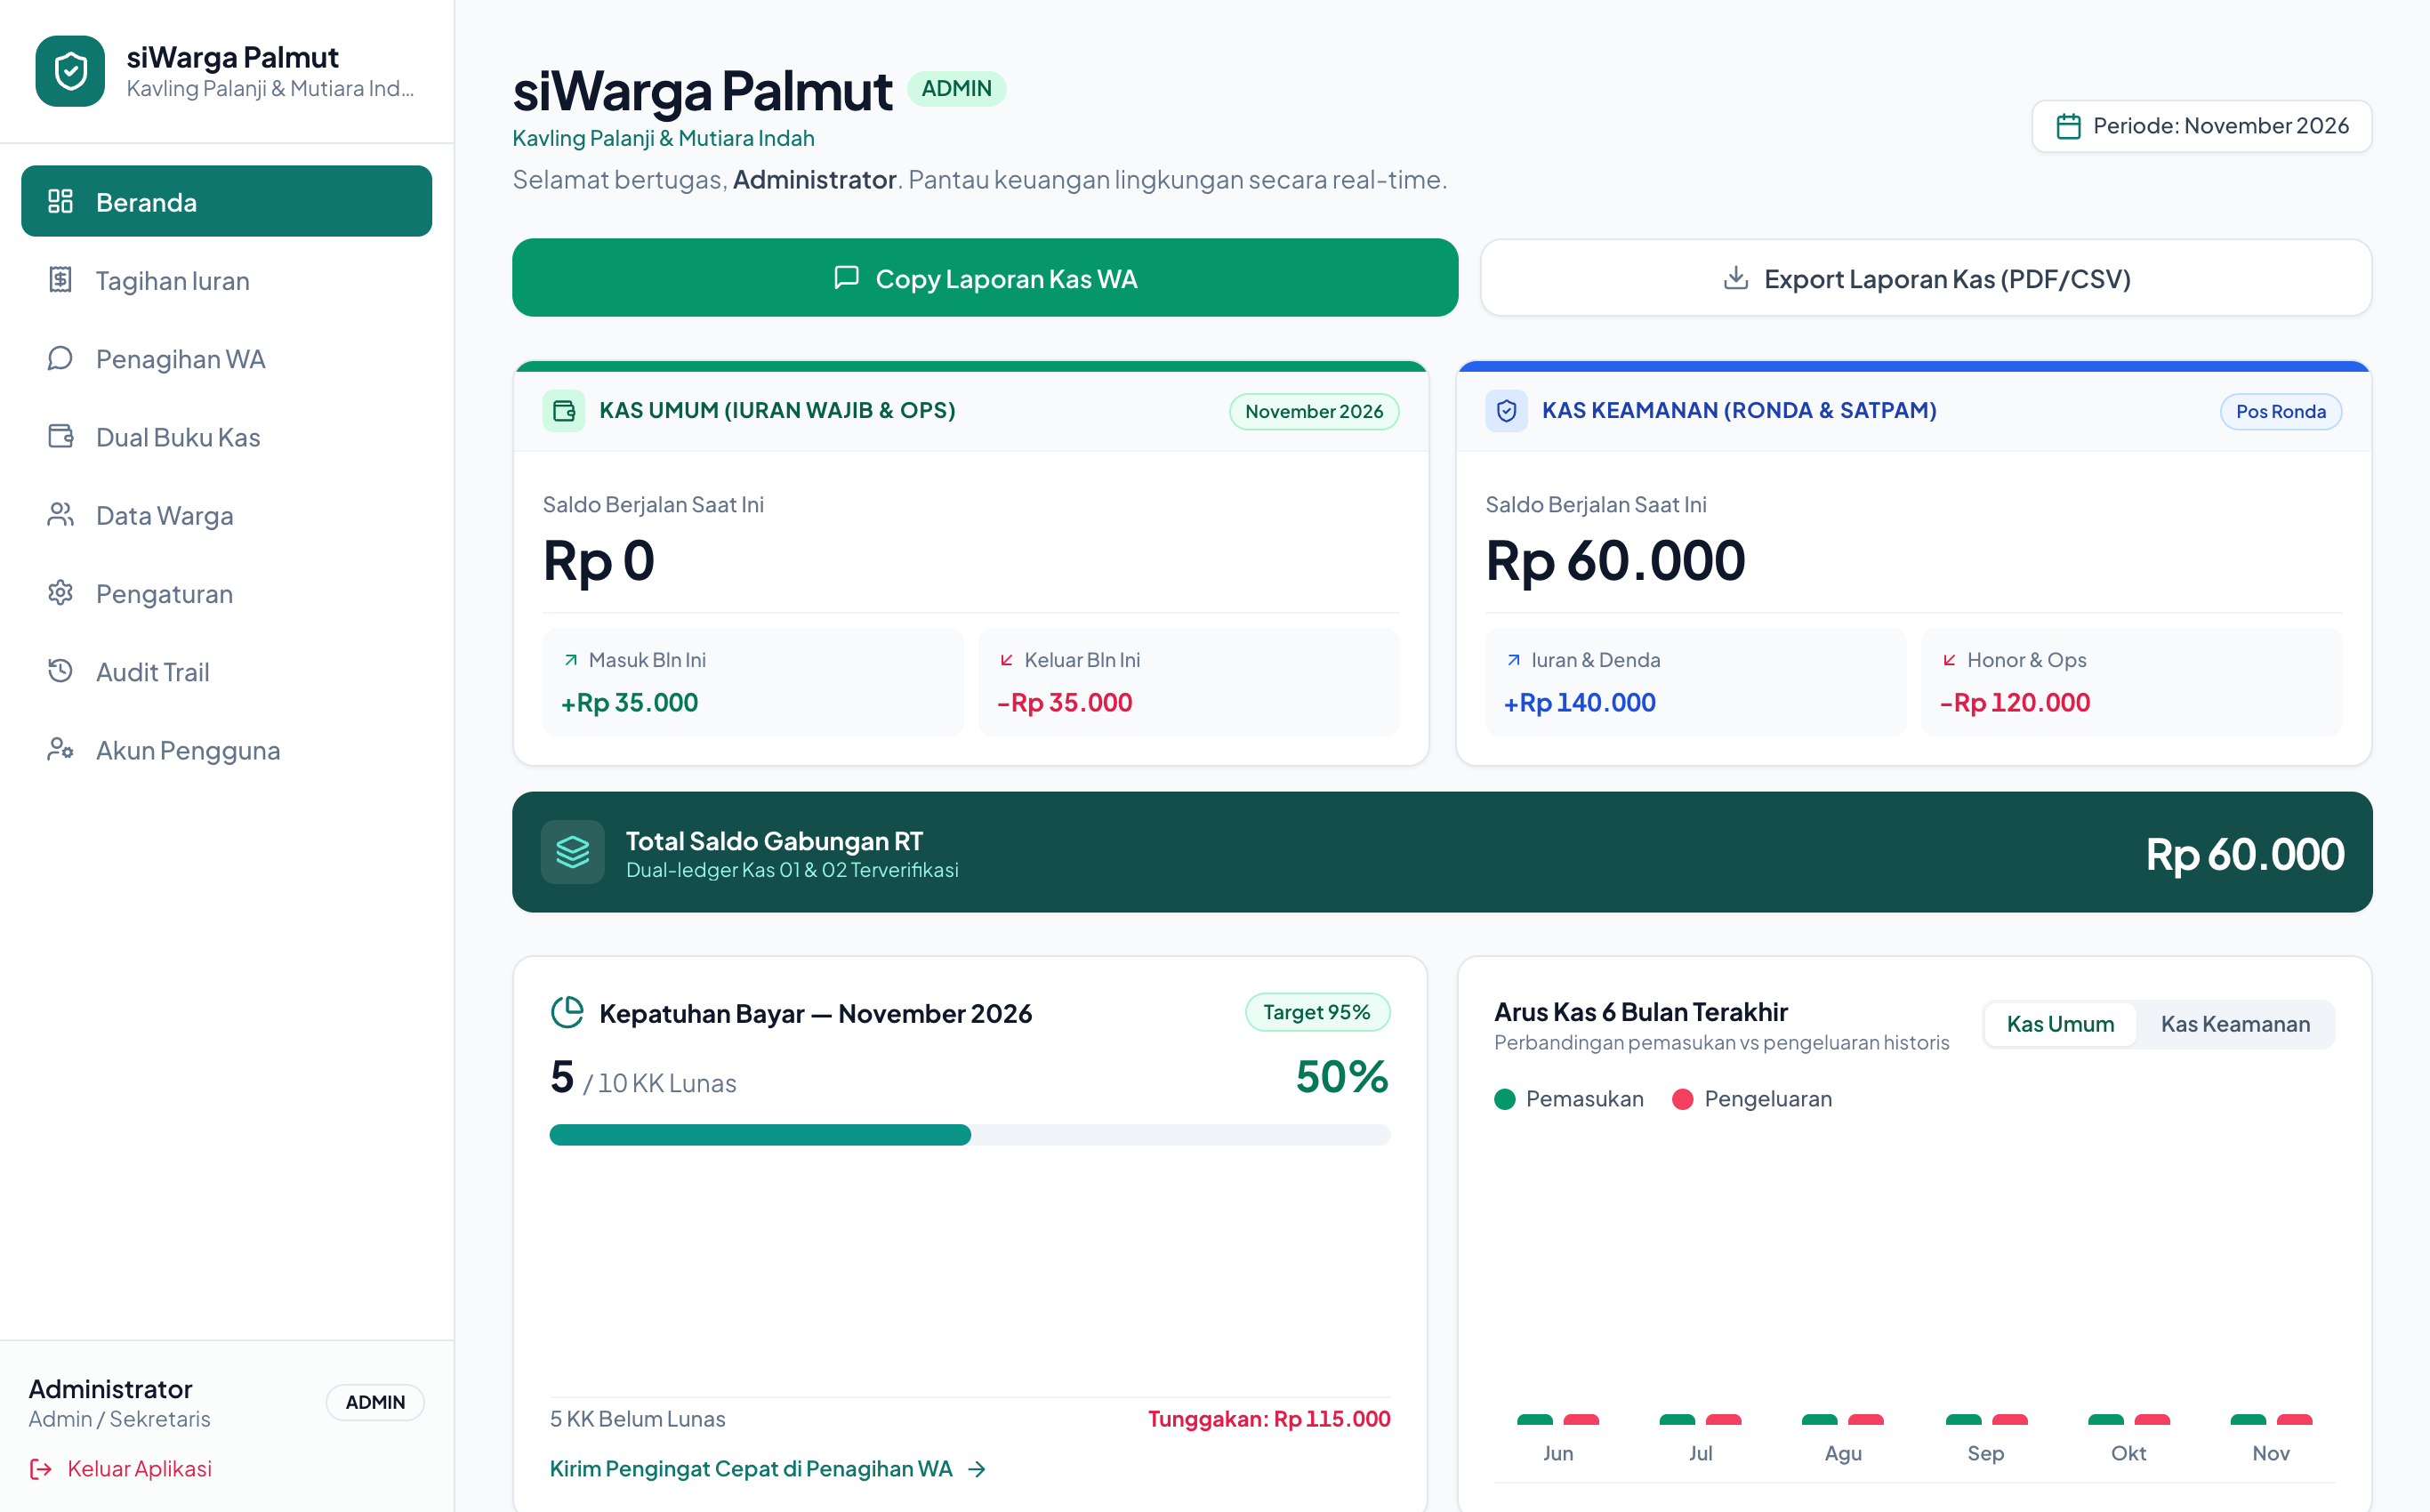 siWarga Palmut
Kavling Palanji & Mutiara Ind...
Beranda
Tagihan Iuran
Penagihan WA
Dual Buku Kas
Data Warga
Pengaturan
Audit Trail
Akun Pengguna
Administrator
Admin / Sekretaris
ADMIN
Keluar Aplikasi
siWarga Palmut
ADMIN
Kavling Palanji & Mutiara Indah
Selamat bertugas, Administrator. Pantau keuangan lingkungan secara real-time.
Periode: November 2026
Copy Laporan Kas WA
Export Laporan Kas (PDF/CSV)
KAS UMUM (IURAN WAJIB & OPS)
November 2026
Saldo Berjalan Saat Ini
Rp 0
Masuk Bln Ini
+Rp 35.000
Keluar Bln Ini
-Rp 35.000
KAS KEAMANAN (RONDA & SATPAM)
Pos Ronda
Saldo Berjalan Saat Ini
Rp 60.000
Iuran & Denda
+Rp 140.000
Honor & Ops
-Rp 120.000
Total Saldo Gabungan RT
Dual-ledger Kas 01 & 02 Terverifikasi
Rp 60.000
Kepatuhan Bayar — November 2026
Target 95%
5 / 10 KK Lunas
50%
5 KK Belum Lunas
Tunggakan: Rp 115.000
Kirim Pengingat Cepat di Penagihan WA
Arus Kas 6 Bulan Terakhir
Perbandingan pemasukan vs pengeluaran historis
Kas Umum
Kas Keamanan
Pemasukan
Pengeluaran
Jun
Jul
Agu
Sep
Okt
Nov